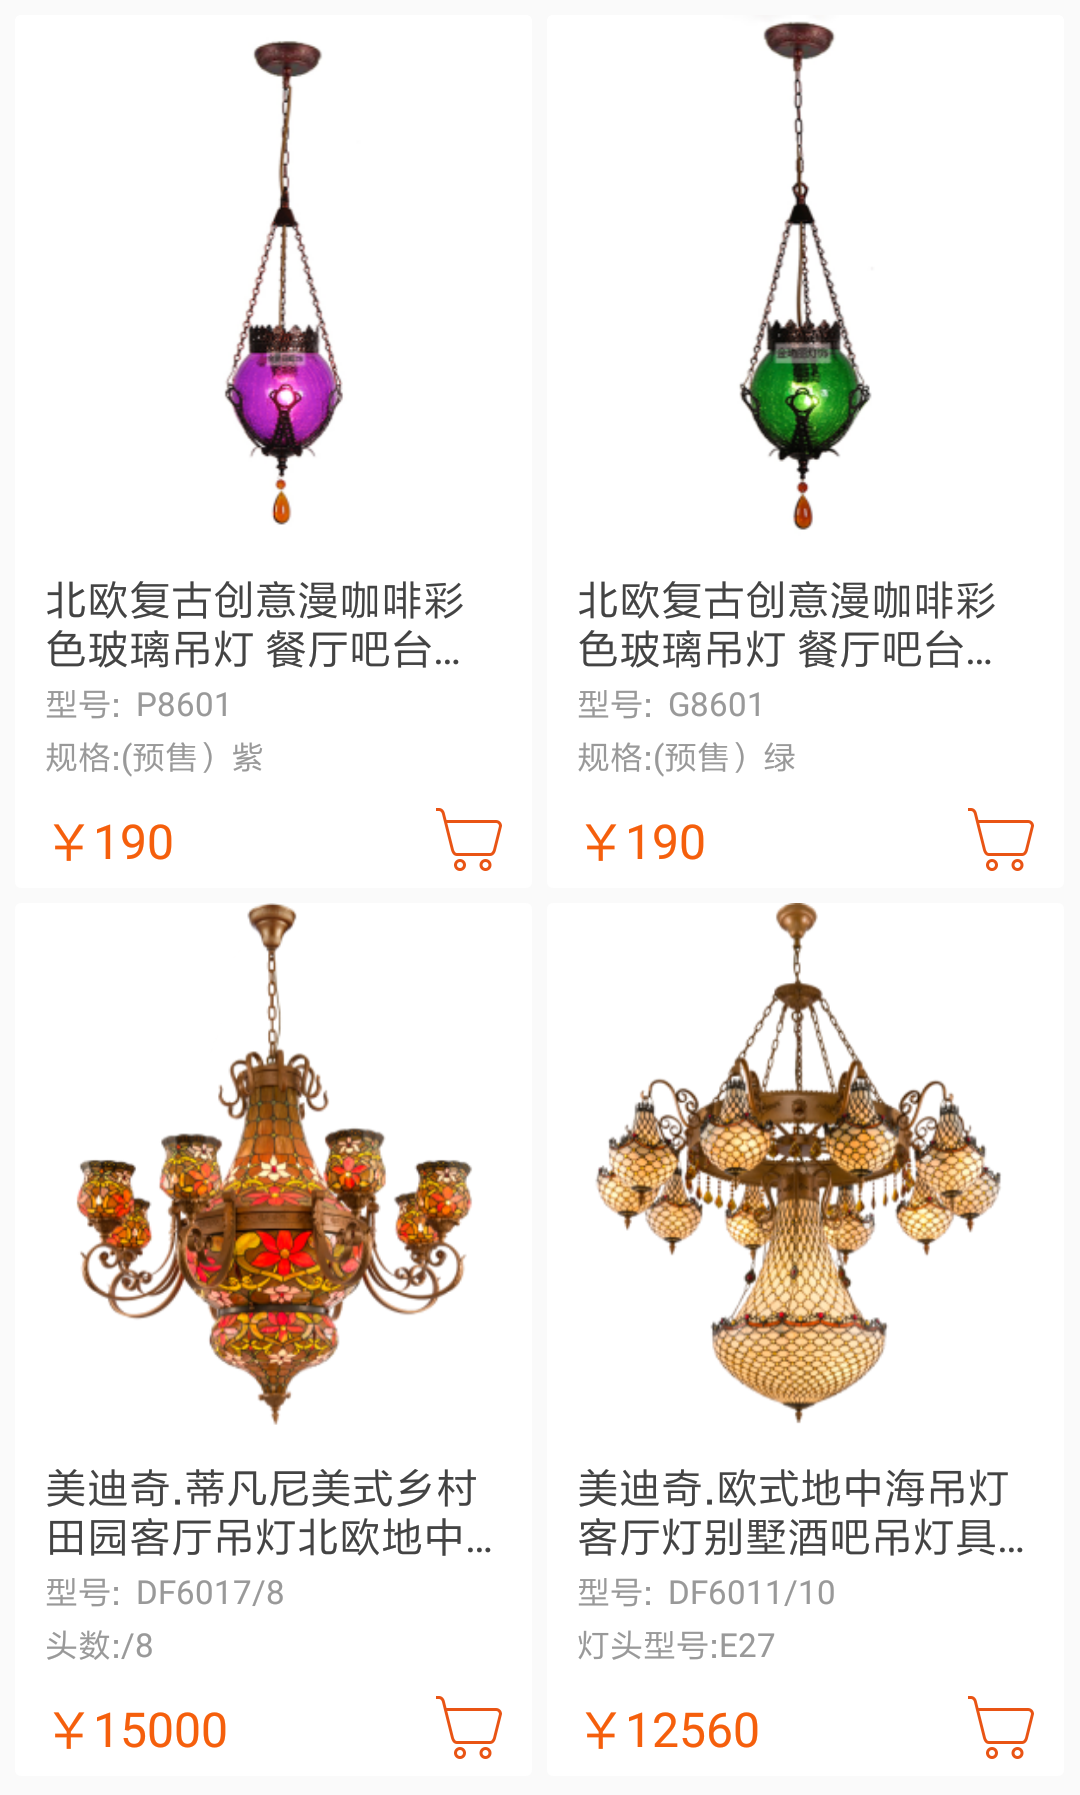 北欧复古创意漫咖啡彩
色玻璃吊灯 餐厅吧台...
型号: P8601
规格:(预售）紫
￥190
北欧复古创意漫咖啡彩
色玻璃吊灯 餐厅吧台...
型号: G8601
规格:(预售）绿
￥190
美迪奇.蒂凡尼美式乡村
田园客厅吊灯北欧地中...
型号: DF6017/8
头数:/8
￥15000
美迪奇.欧式地中海吊灯
客厅灯别墅酒吧吊灯具...
型号: DF6011/10
灯头型号:E27
￥12560